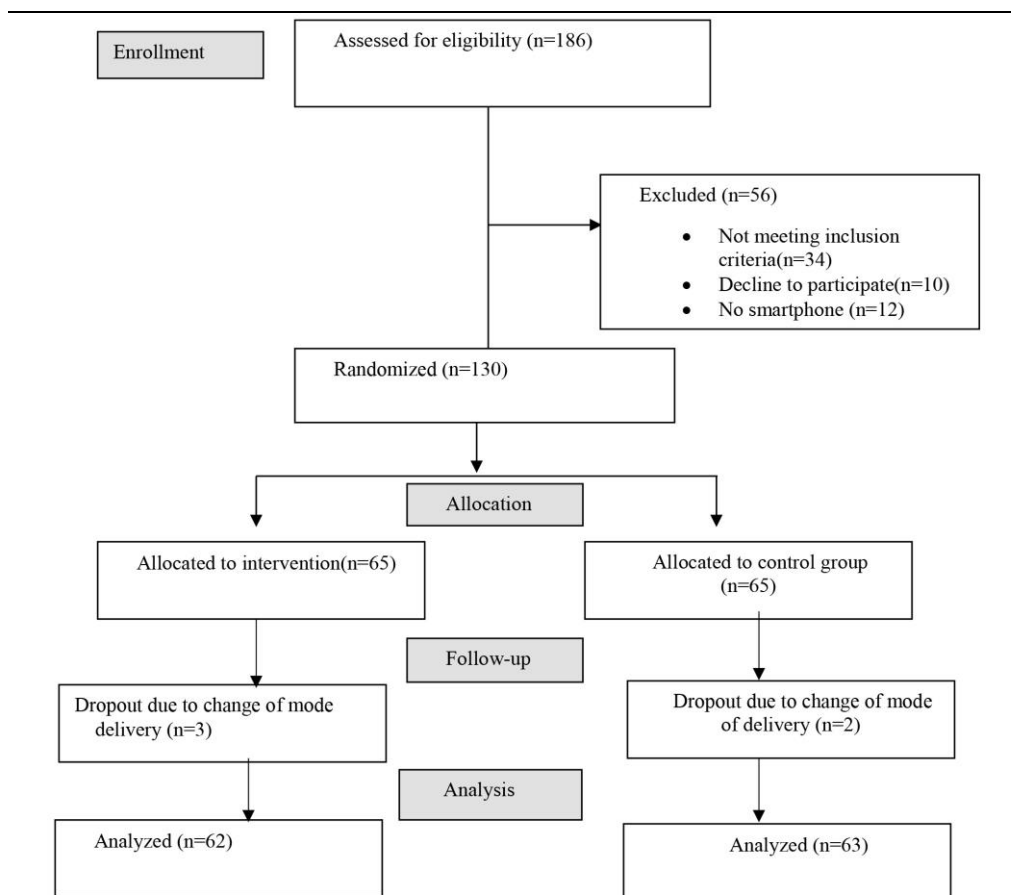 Enrollment
Assessed for eligibility (n=186)
Excluded (n=56)
• Not meeting inclusion
criteria(n=34)
• Decline to participate(n=10)
• No smartphone (n=12)
Randomized (n=130)
Allocation
Allocated to intervention(n=65)
Allocated to control group
(n=65)
Follow-up
Dropout due to change of mode
delivery (n=3)
Dropout due to change of mode
of delivery (n=2)
Analysis
Analyzed (n=62)
Analyzed (n=63)